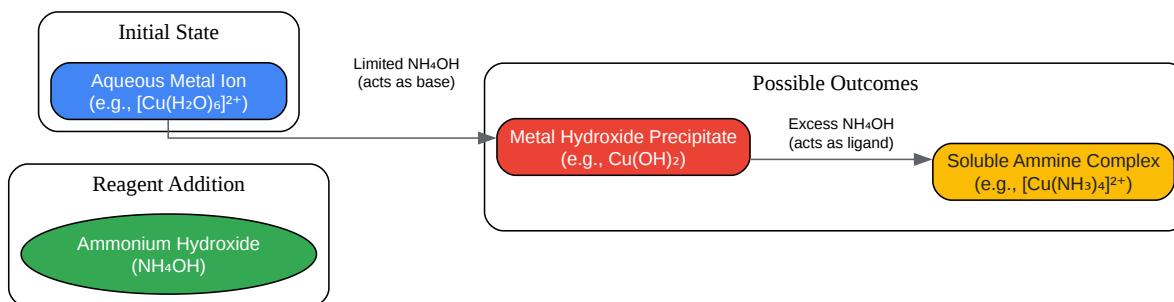 Initial State
Aqueous Metal Ion
(e.g., [Cu(H₂O)₆]²⁺)
Limited NH₄OH
(acts as base)
Possible Outcomes
Metal Hydroxide Precipitate
(e.g., Cu(OH)₂)
Excess NH₄OH
(acts as ligand)
Soluble Ammine Complex
(e.g., [Cu(NH₃)₄]²⁺)
Reagent Addition
Ammonium Hydroxide
(NH₄OH)